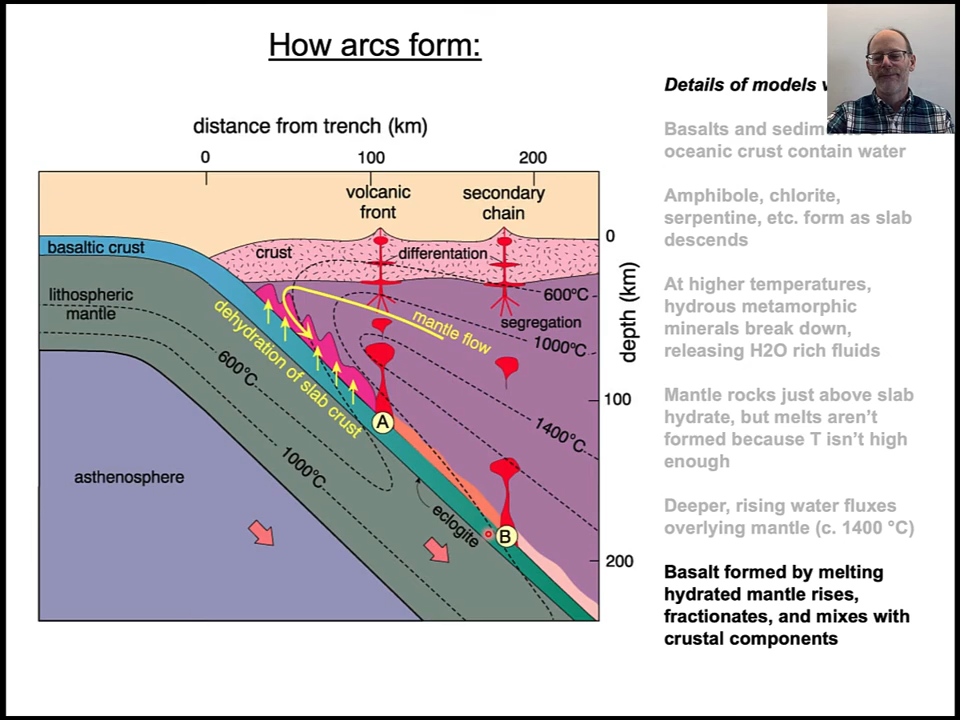 How arcs form:
Details of models
distance from trench (km)
Basalts and
oceanic crust contain water
0 100 200
volcanic
front
secondary
chain
Amphibole, chlorite,
serpentine, etc. form as slab
descends
basaltic crust
crust
differentiation
0
lithospheric
mantle
600°C
segregation
mantle flow
1000°C
depth (km)
dehydration of slab crust
600°C
At higher temperatures,
hydrous metamorphic
minerals break down,
releasing H2O rich fluids
100
A
1400°C
Mantle rocks just above slab
hydrate, but melts aren't
formed because T isn't high
enough
1000°C
asthenosphere
eclogite
B
200
Deeper, rising water fluxes
overlying mantle (c. 1400 °C)
Basalt formed by melting
hydrated mantle rises,
fractionates, and mixes with
crustal components